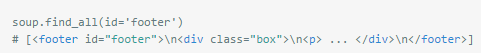 soup.find_all(id='footer')
# [<footer id="footer">\n<div class="box">\n<p> ... </div>\n</footer>]